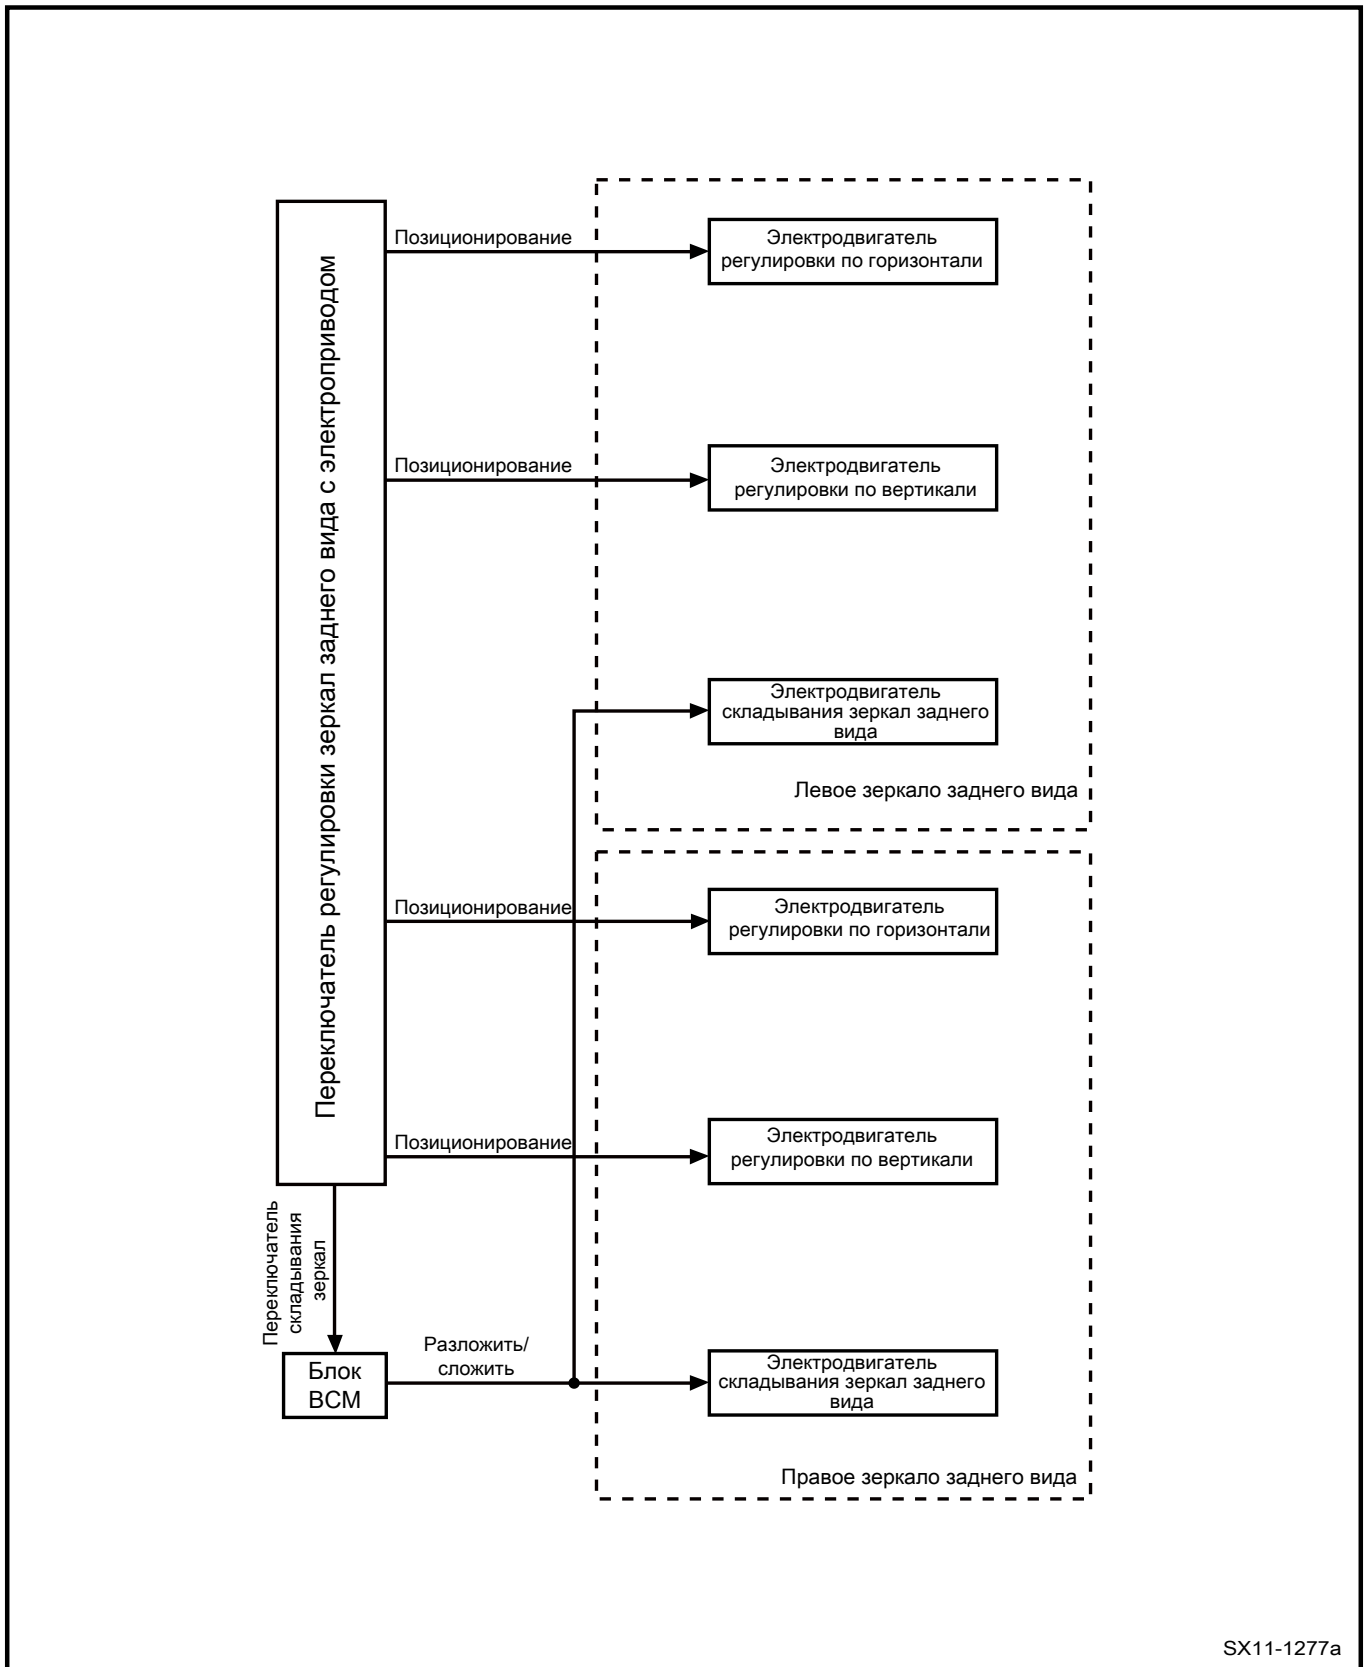 Переключатель регулировки зеркал заднего вида с электроприводом
Позиционирование
Электродвигатель
регулировки по горизонтали
Позиционирование
Электродвигатель
регулировки по вертикали
Электродвигатель
складывания зеркал заднего
вида
Левое зеркало заднего вида
Позиционирование
Электродвигатель
регулировки по горизонтали
Позиционирование
Электродвигатель
регулировки по вертикали
Переключатель
складывания
зеркал
Блок
BCM
Разложить/
сложить
Электродвигатель
складывания зеркал заднего
вида
Правое зеркало заднего вида
SX11-1277a